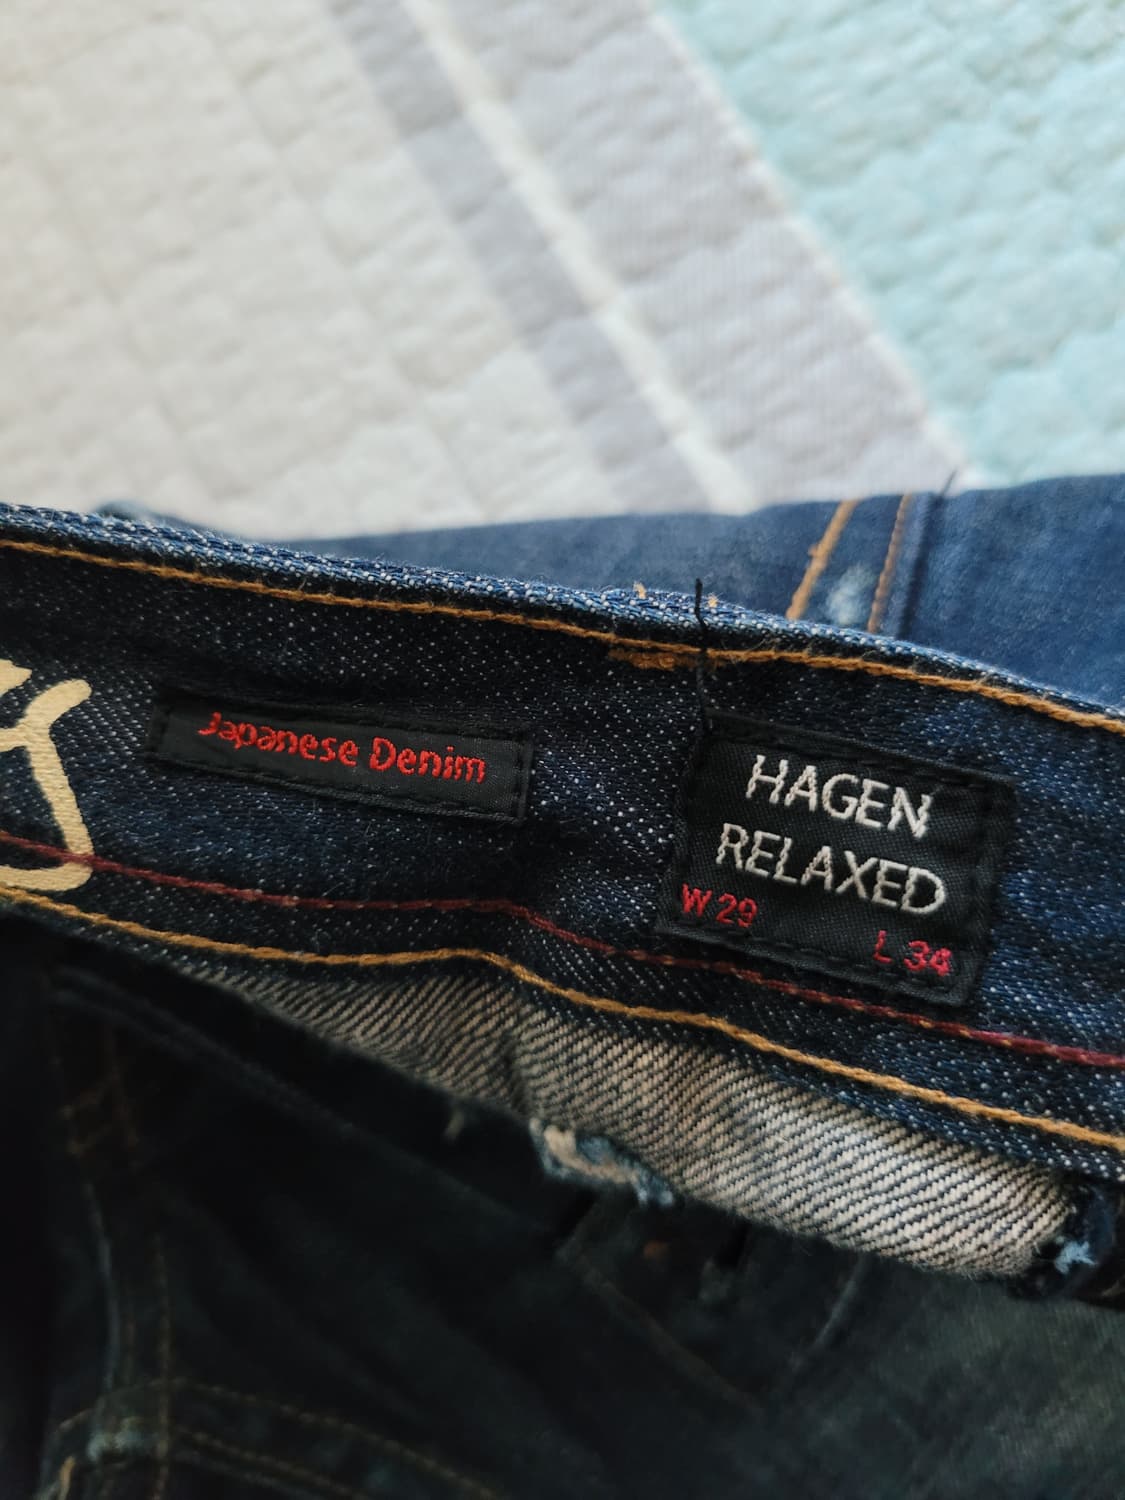 Japanese Denim
HAGEN
RELAXED
W 29
L 34